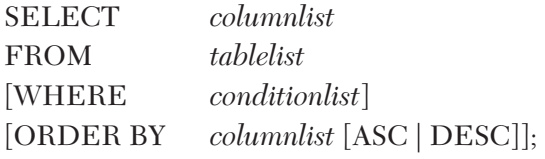 SELECT columnlist
FROM tablelist
[WHERE conditionlist]
[ORDER BY columnlist [ASC | DESC]];